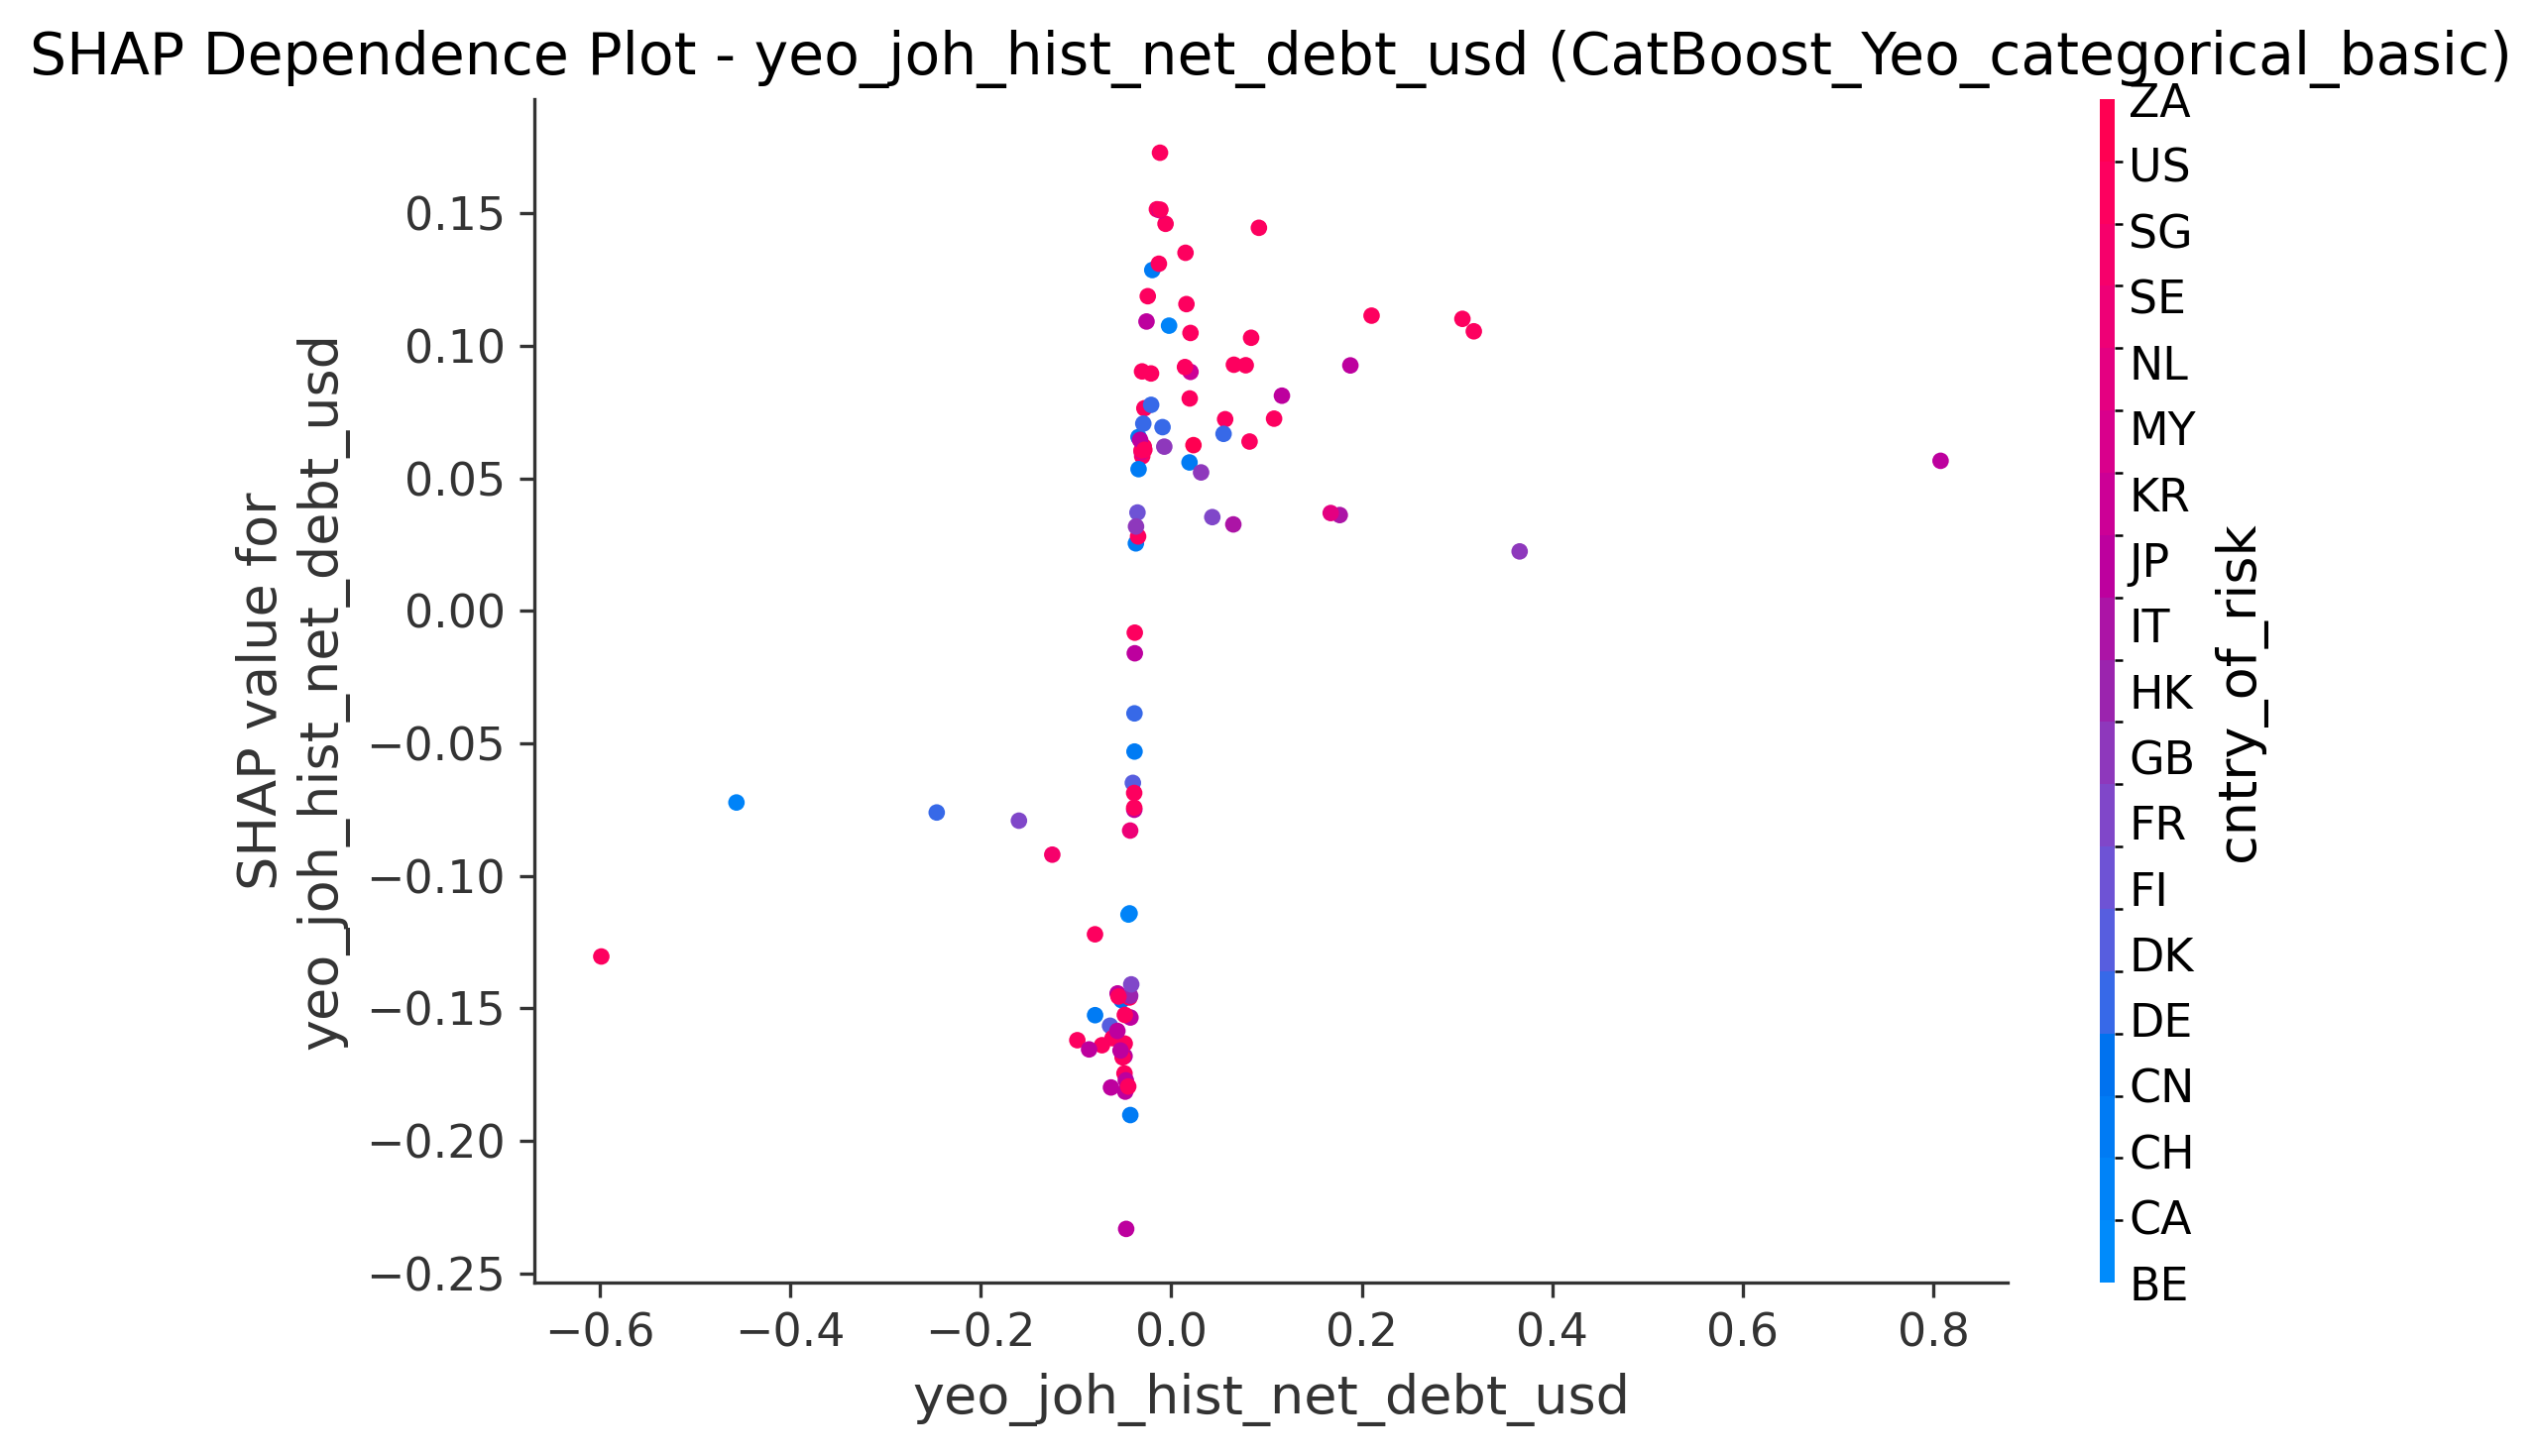 SHAP Dependence Plot - yeo_joh_hist_net_debt_usd (CatBoost_Yeo_categorical_basic)
SHAP value for
yeo_joh_hist_net_debt_usd
0.15
0.10
0.05
0.00
−0.05
−0.10
−0.15
−0.20
−0.25
−0.6
−0.4
−0.2
0.0
0.2
0.4
0.6
0.8
yeo_joh_hist_net_debt_usd
ZA
US
SG
SE
NL
MY
KR
JP
IT
HK
GB
FR
FI
DK
DE
CN
CH
CA
BE
cntry_of_risk